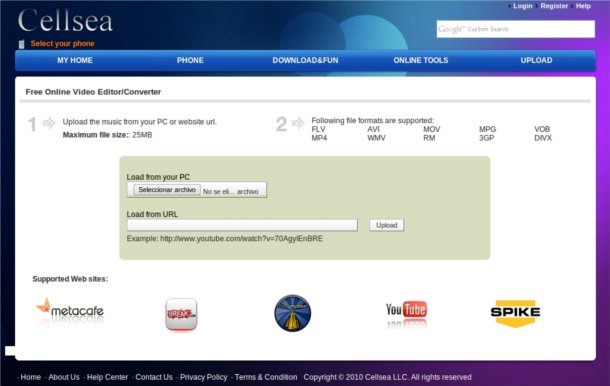 Login Register Help
Cellsea
Google™ Custom Search
Select your phone
MY HOME PHONE DOWNLOAD&FUN ONLINE TOOLS UPLOAD
Free Online Video Editor/Converter
1 Upload the music from your PC or website url.
Maximum file size:: 25MB
2 Following file formats are supported:
FLV AVI MOV MPG VOB
MP4 WMV RM 3GP DIVX
Load from your PC
Seleccionar archivo No se eli... archivo
Load from URL
Upload
Example: http://www.youtube.com/watch?v=70AgylEnBRE
Supported Web sites:
metacafe
YouTube
SPIKE
· Home · About Us · Help Center · Contact Us · Privacy Policy · Terms & Condition Copyright © 2010 Cellsea LLC. All rights reserved